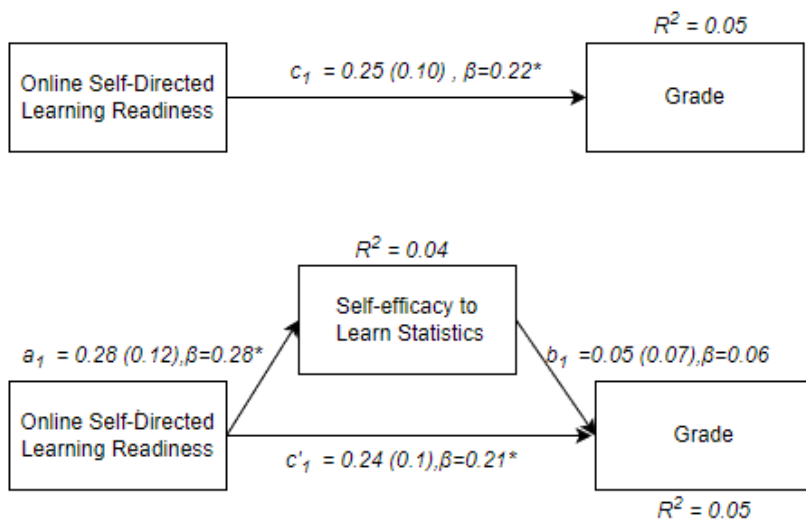 R² = 0.05
Online Self-Directed
Learning Readiness
c₁ = 0.25 (0.10) , β=0.22*
Grade
R² = 0.04
Self-efficacy to
Learn Statistics
a₁ = 0.28 (0.12),β=0.28*
b₁ =0.05 (0.07),β=0.06
Online Self-Directed
Learning Readiness
Grade
c'₁ = 0.24 (0.1),β=0.21*
R² = 0.05